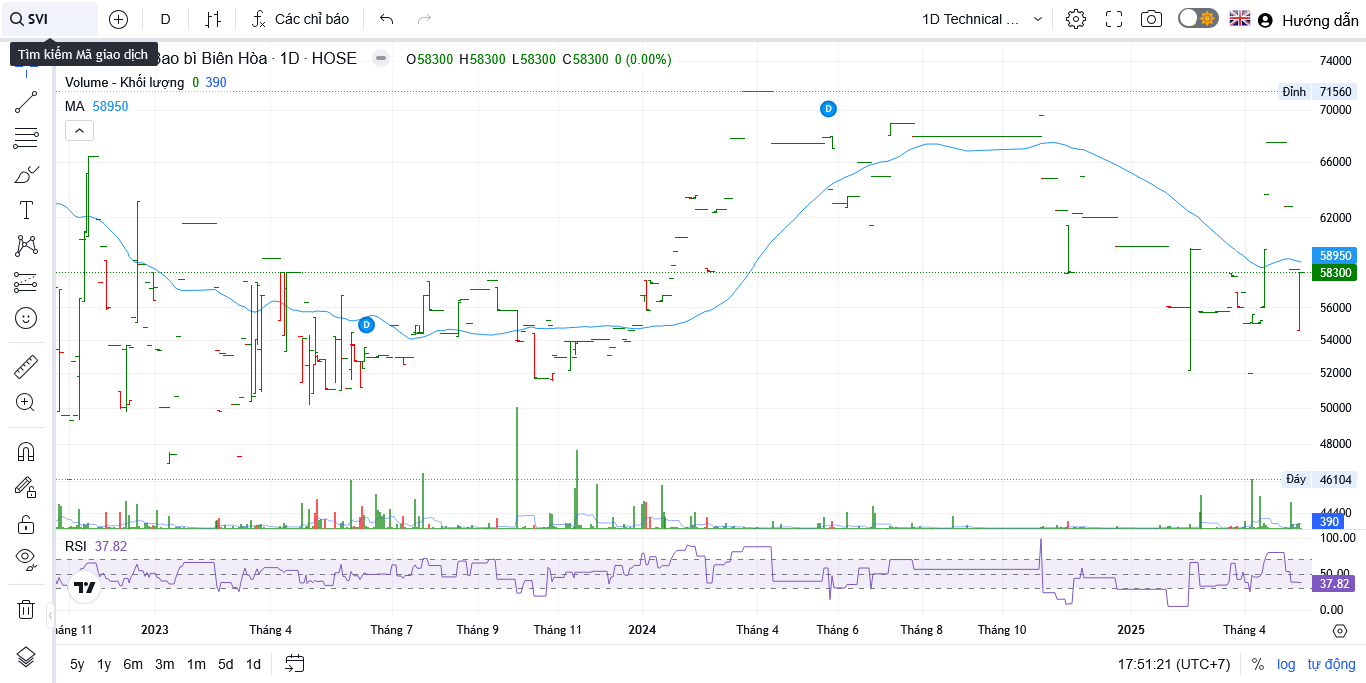 SVI
D
Các chỉ báo
1D Technical ...
Hướng dẫn
Tìm kiếm Mã giao dịch
Bao bì Biên Hòa · 1D · HOSE
O58300 H58300 L58300 C58300 0 (0.00%)
Volume - Khối lượng 0 390
MA 58950
D
D
74000
Đỉnh 71560
70000
66000
62000
58950
58300
56000
54000
52000
50000
48000
Đáy 46104
44400
390
RSI 37.82
100.00
50.00
37.82
0.00
háng 11
2023
Tháng 4
Tháng 7
Tháng 9
Tháng 11
2024
Tháng 4
Tháng 6
Tháng 8
Tháng 10
2025
Tháng 4
5y 1y 6m 3m 1m 5d 1d
17:51:21 (UTC+7)
% log tự động